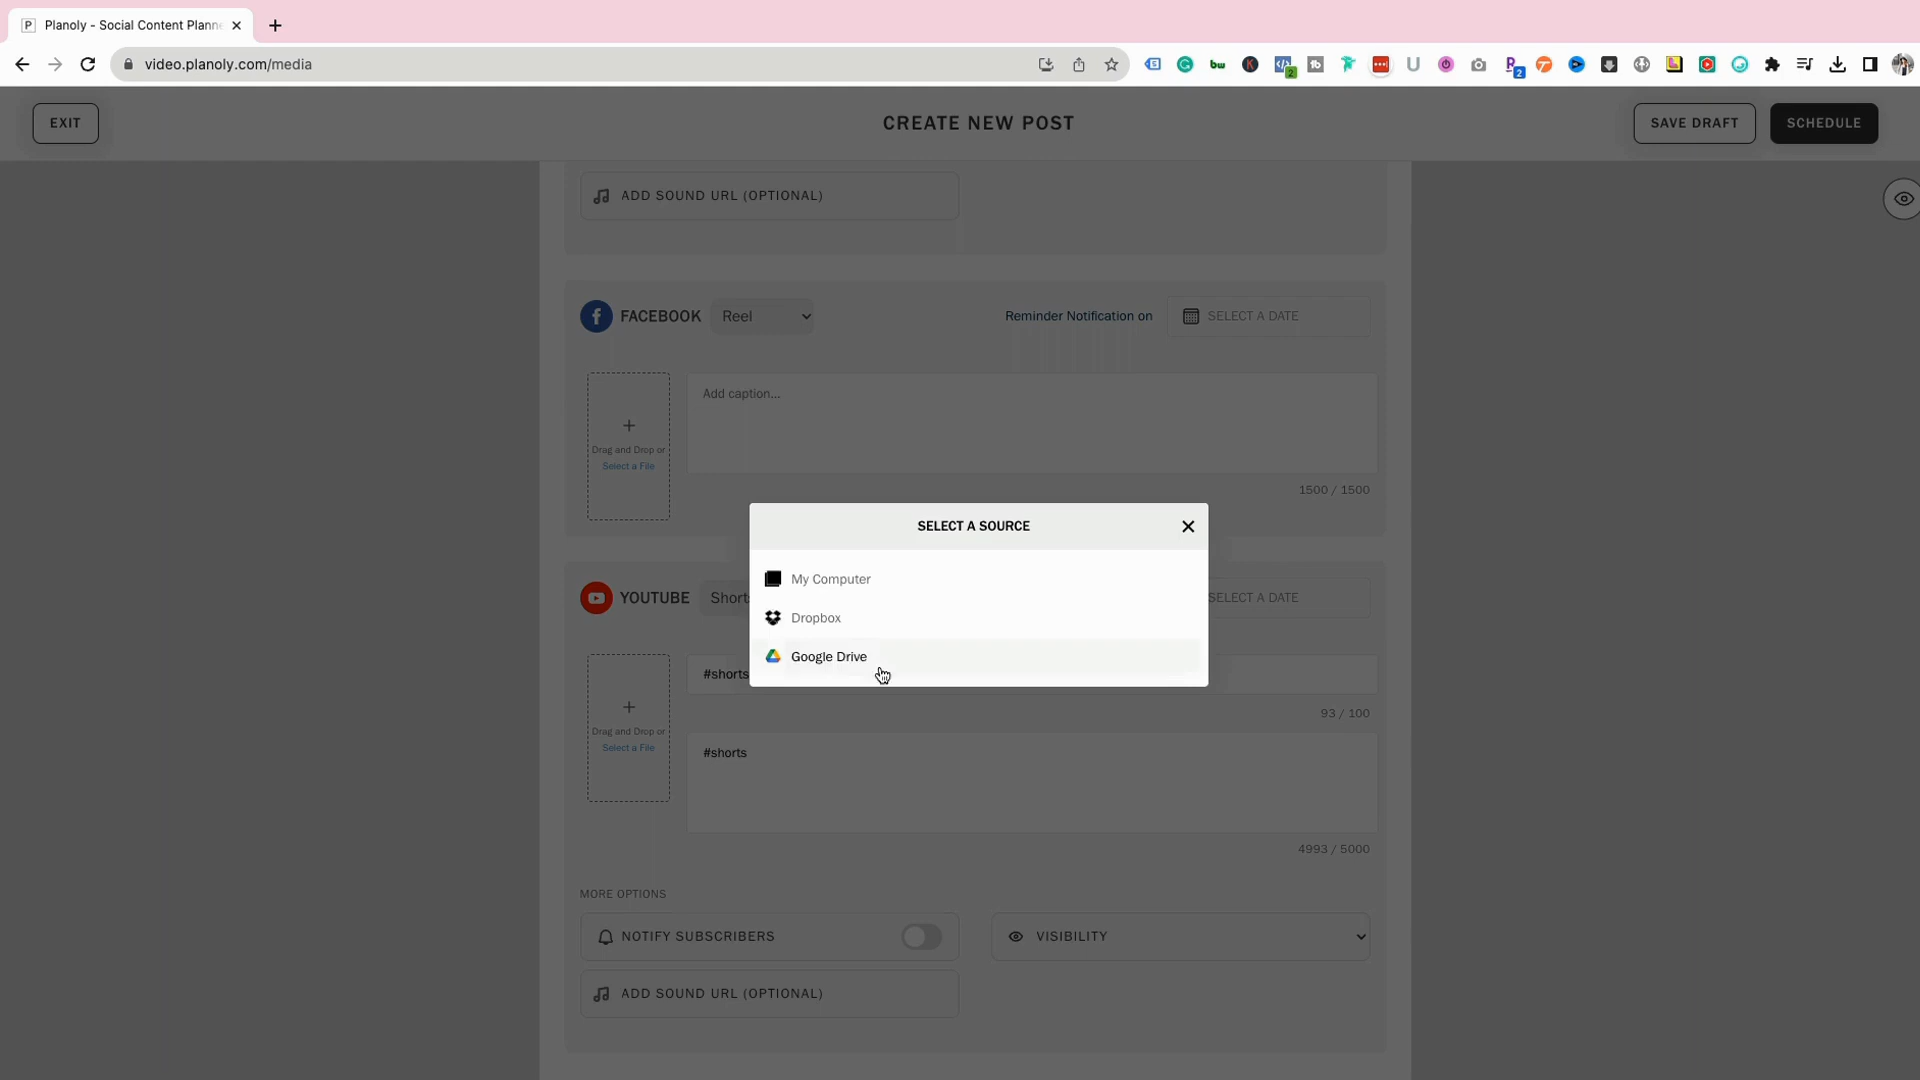 Planoly - Social Content Planne
video.planoly.com/media
2
2
EXIT
CREATE NEW POST
SAVE DRAFT
SCHEDULE
ADD SOUND URL (OPTIONAL)
FACEBOOK
Reel
Reminder Notification on
SELECT A DATE
Add caption...
Drag and Drop or
Select a File
1500 / 1500
SELECT A SOURCE
My Computer
Dropbox
Google Drive
YOUTUBE
Short
SELECT A DATE
#shorts
93 / 100
Drag and Drop or
Select a File
#shorts
4993 / 5000
MORE OPTIONS
NOTIFY SUBSCRIBERS
VISIBILITY
ADD SOUND URL (OPTIONAL)